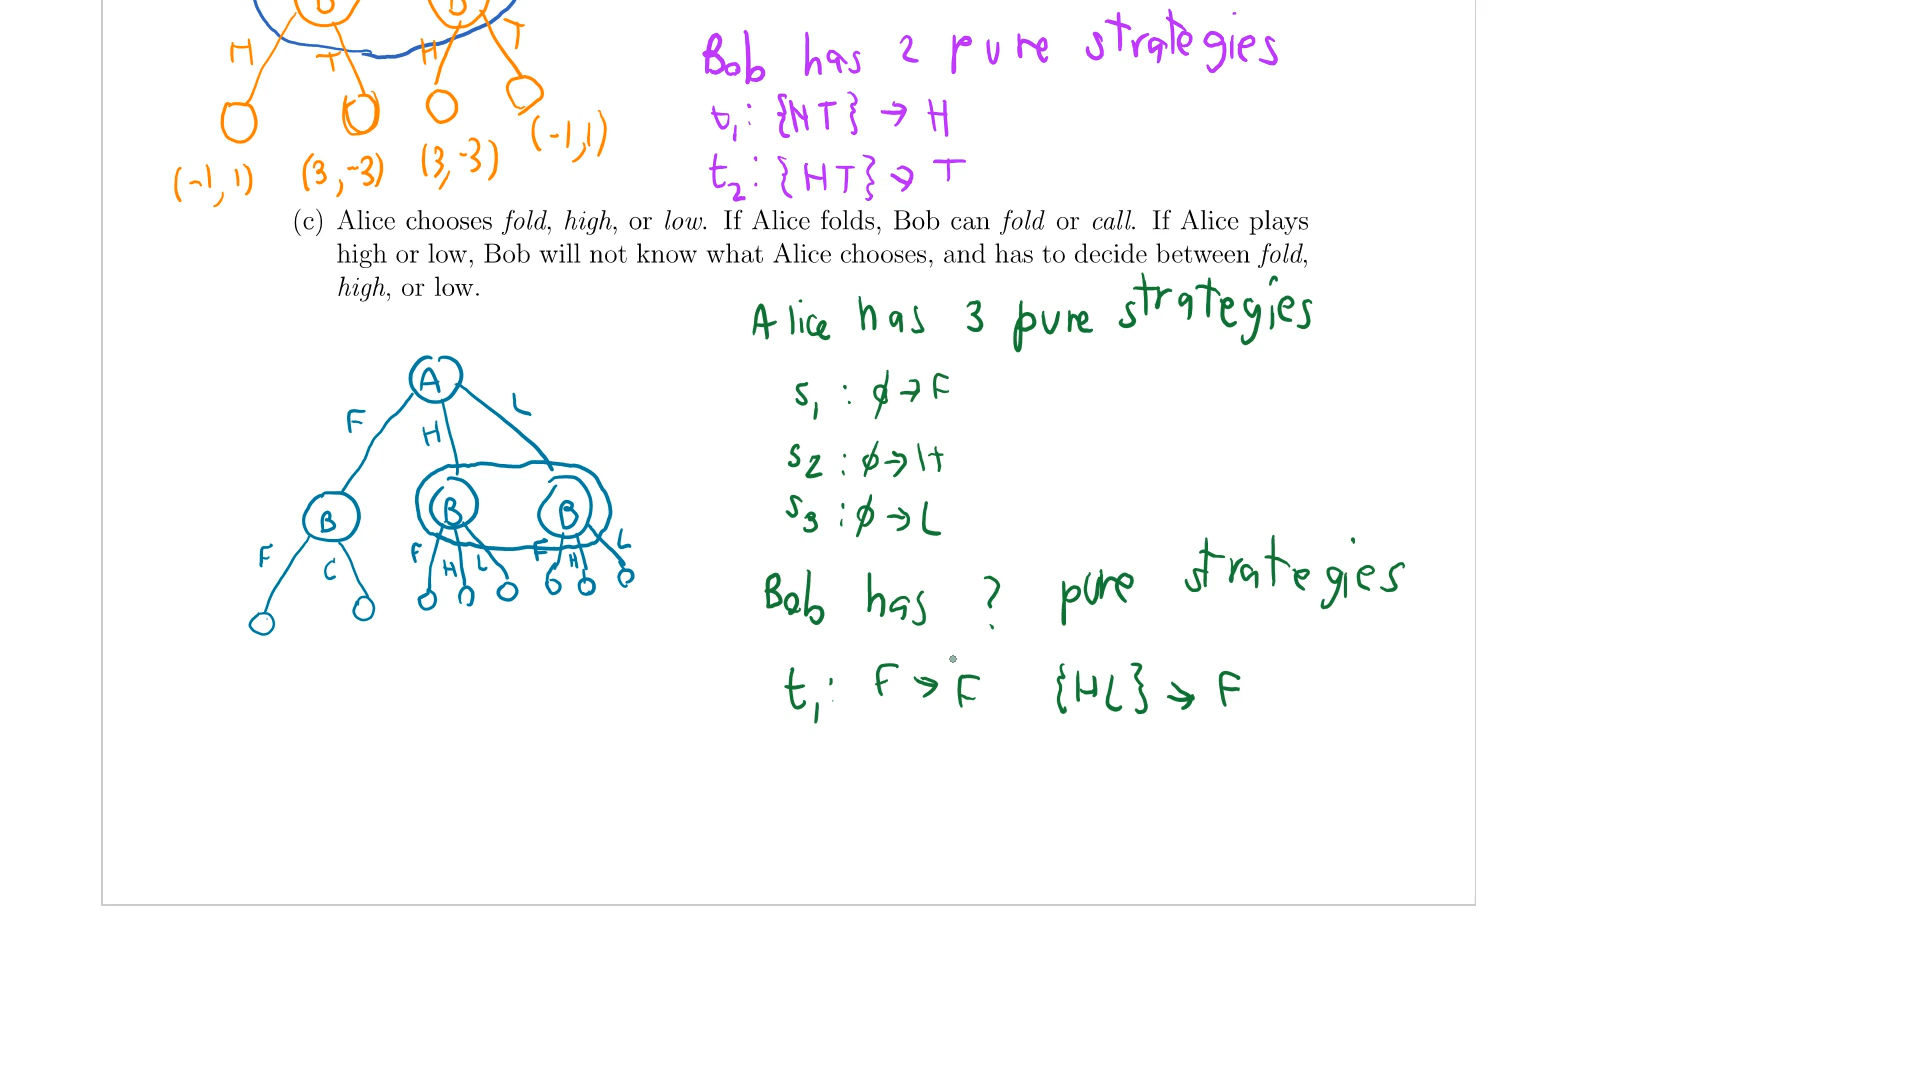 Bob has 2 pure strategies
H T H T
t₁: {HT} → H
(-1, 1) (3, -3) (3, -3) (-1, 1)
t₂: {HT} → T
(c) Alice chooses fold, high, or low. If Alice folds, Bob can fold or call. If Alice plays
high or low, Bob will not know what Alice chooses, and has to decide between fold,
high, or low.
Alice has 3 pure strategies
A
F H L
s₁ : ϕ → F
s₂ : ϕ → H
s₃ : ϕ → L
B B B
F C F H L F H L
Bob has ? pure strategies
t₁: F → F {HL} → F